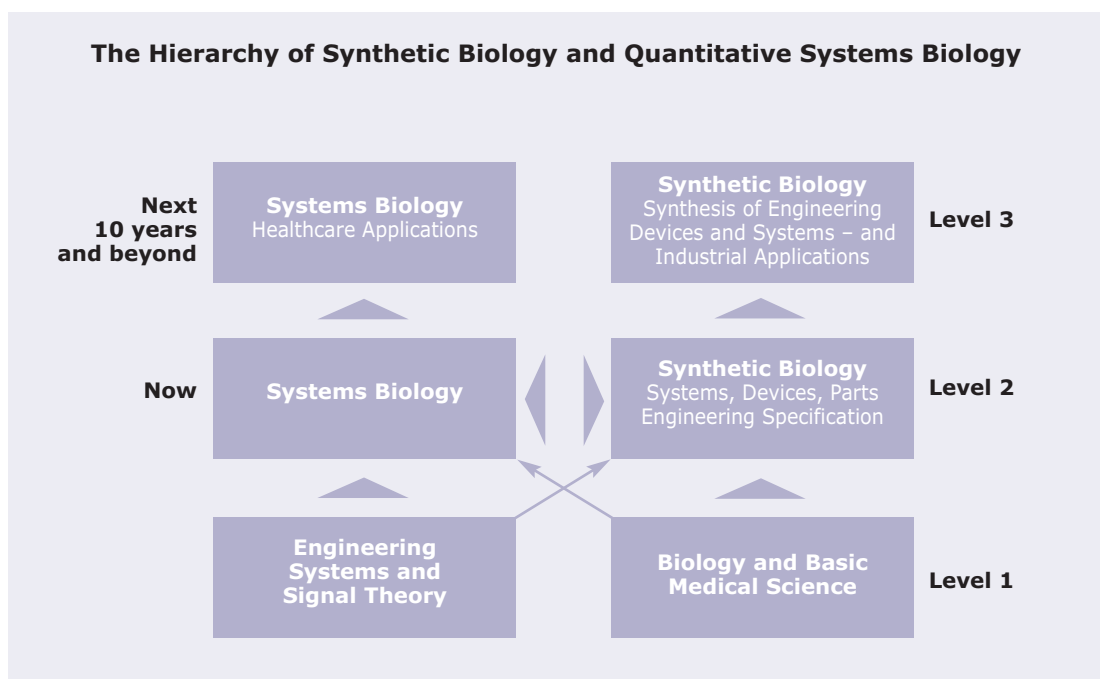 The Hierarchy of Synthetic Biology and Quantitative Systems Biology
Next
10 years
and beyond
Systems Biology
Healthcare Applications
Synthetic Biology
Synthesis of Engineering
Devices and Systems – and
Industrial Applications
Level 3
Now
Systems Biology
Synthetic Biology
Systems, Devices, Parts
Engineering Specification
Level 2
Engineering
Systems and
Signal Theory
Biology and Basic
Medical Science
Level 1